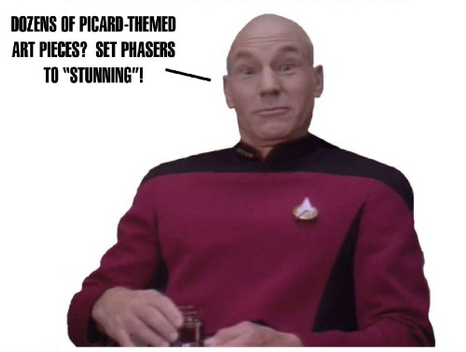 DOZENS OF PICARD-THEMED
ART PIECES?  SET PHASERS
TO “STUNNING”!